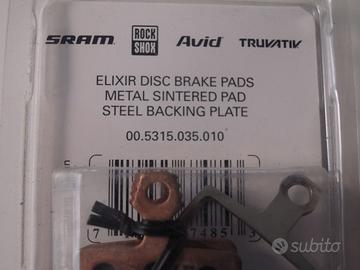 SRAM ROCK SHOX Avid TRUVATIV
ELIXIR DISC BRAKE PADS
METAL SINTERED PAD
STEEL BACKING PLATE
00.5315.035.010
subito